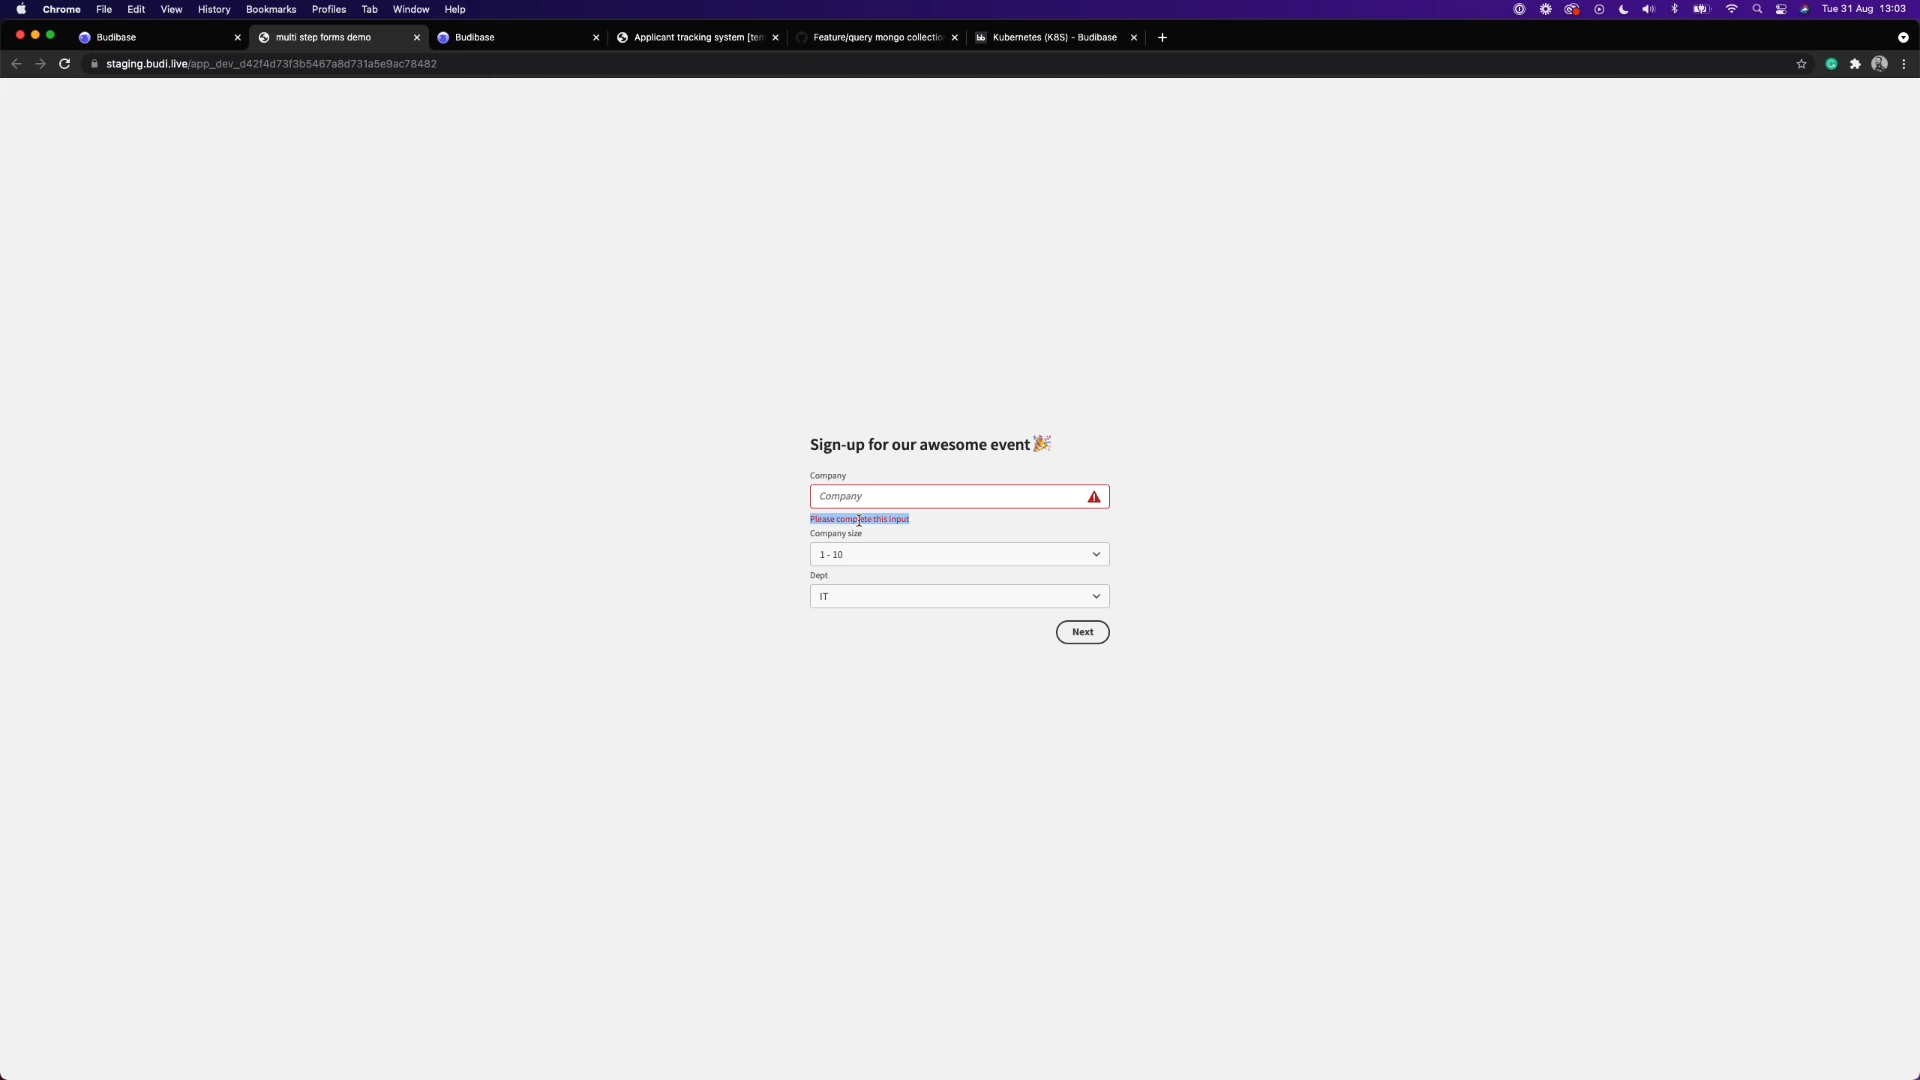 Chrome File Edit View History Bookmarks Profiles Tab Window Help Tue 31 Aug 13:03
Budibase multi step forms demo Budibase Applicant tracking system [tem Feature/query mongo collectio bb Kubernetes (K8S) - Budibase
staging.budi.live/app_dev_d42f4d73f3b5467a8d731a5e9ac78482
Sign-up for our awesome event
Company
Company
Please complete this input
Company size
1 - 10
Dept
IT
Next